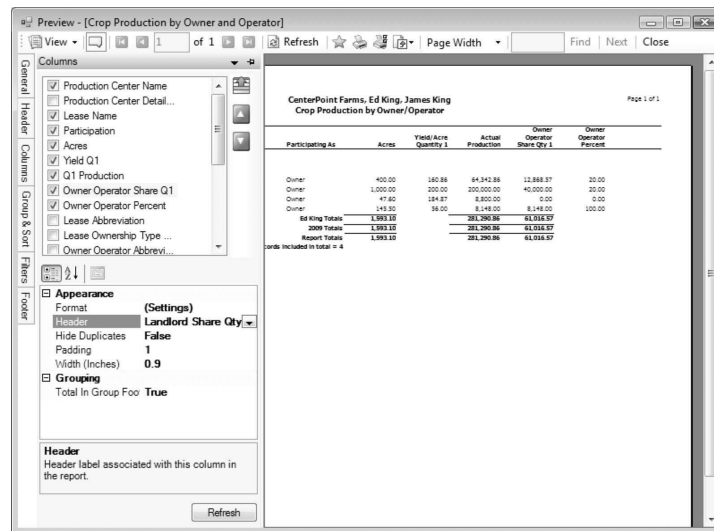 Preview - [Crop Production by Owner and Operator]
View 1 of 1 Refresh Page Width Find Next Close
General
Header
Columns
Group & Sort
Filters
Footer
Columns
Production Center Name
Production Center Detail...
Lease Name
Participation
Acres
Yield Q1
Q1 Production
Owner Operator Share Q1
Owner Operator Percent
Lease Abbreviation
Lease Ownership Type ...
Owner Operator Abbrevi...
Appearance
Format (Settings)
Header Landlord Share Qty
Hide Duplicates False
Padding 1
Width (Inches) 0.9
Grouping
Total In Group Foo True
Header
Header label associated with this column in
the report.
Refresh
CenterPoint Farms, Ed King, James King
Page 1 of 1
Crop Production by Owner/Operator
Participating As Acres Yield/Acre Quantity 1 Actual Production Owner Operator Share Qty 1 Owner Operator Percent
Owner 400.00 160.86 64,342.86 12,868.57 20.00
Owner 1,000.00 200.00 200,000.00 40,000.00 20.00
Owner 47.60 184.87 8,800.00 0.00 0.00
Owner 145.50 56.00 8,148.00 8,148.00 100.00
Ed King Totals 1,593.10 281,290.86 61,016.57
2009 Totals 1,593.10 281,290.86 61,016.57
Report Totals 1,593.10 281,290.86 61,016.57
cords included in total = 4